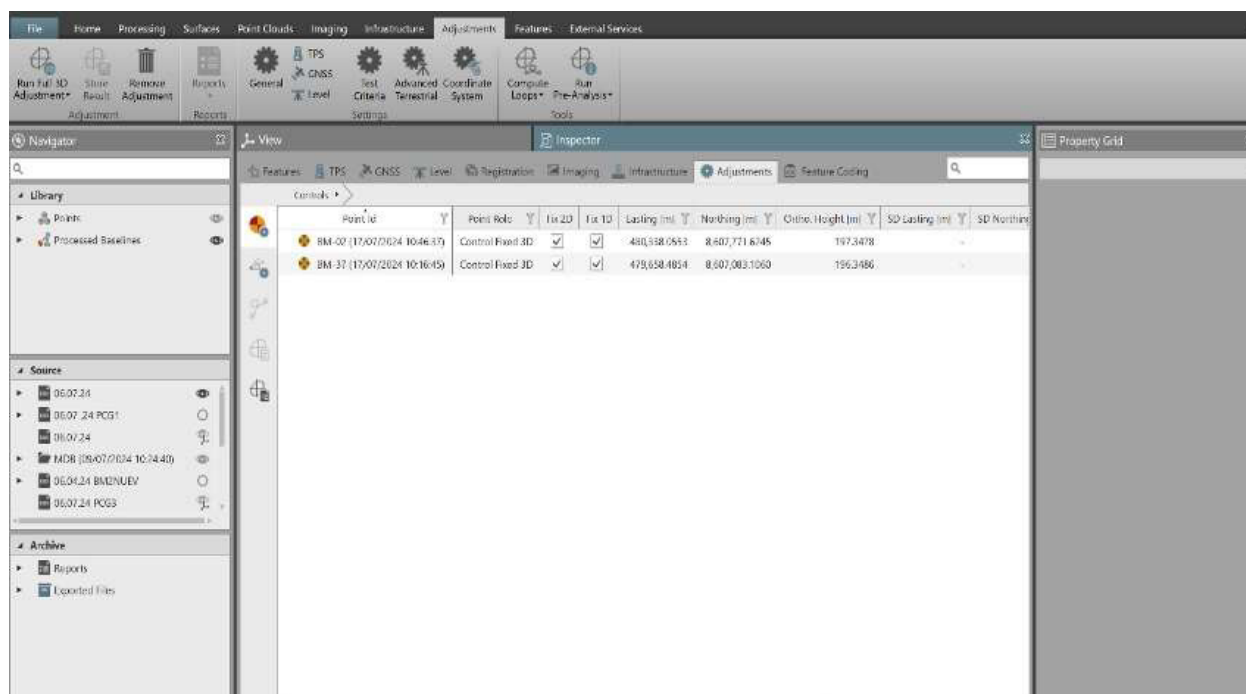 File Home Processing Surfaces Point Clouds Imaging Infrastructure Adjustments Features External Services
Run Full 3D Adjustment Store Result Remove Adjustment Reports General TPS GNSS Level Test Criteria Advanced Terrestrial Coordinate System Compute Loops Run Pre-Analysis
Adjustment Reports Settings Tools
Navigator View Inspector Property Grid
Features TPS GNSS Level Registration Imaging Infrastructure Adjustments Feature Coding
Library
Controls
Points
Processed Baselines
Point Id Point Role Fix 2D Fix 1D Easting [m] Northing [m] Ortho. Height [m] SD Easting [m] SD Northing
BM-02 (17/07/2024 10:46:37) Control Fixed 3D 480,338.0553 8,607,771.6245 197.3478 -
BM-37 (17/07/2024 10:16:45) Control Fixed 3D 479,658.4854 8,607,083.1060 196.3486 -
Source
06.07.24
06.07 .24 PCG1
06.07.24
MDB (09/07/2024 10:24:40)
06.04.24 BM2NUEV
06.07.24 PCG3
Archive
Reports
Exported Files